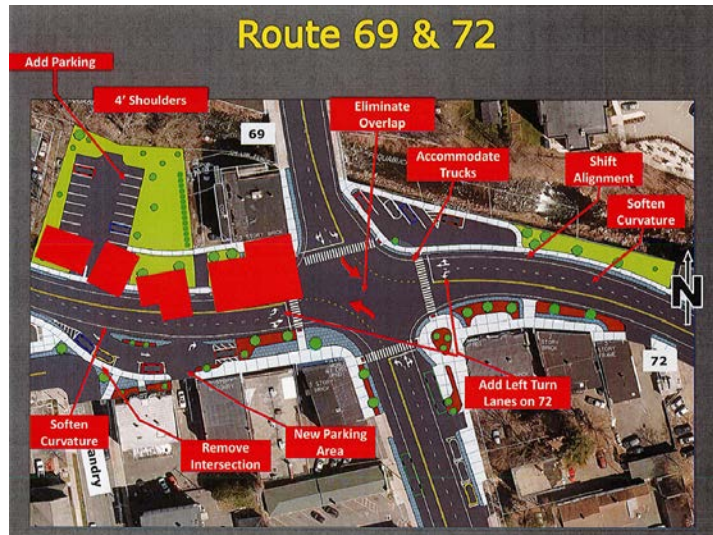 Route 69 & 72
Add Parking
4' Shoulders
Eliminate
Overlap
69
Accommodate
Trucks
Shift
Alignment
Soften
Curvature
N
72
Add Left Turn
Lanes on 72
New Parking
Area
Remove
Intersection
Soften
Curvature
andry